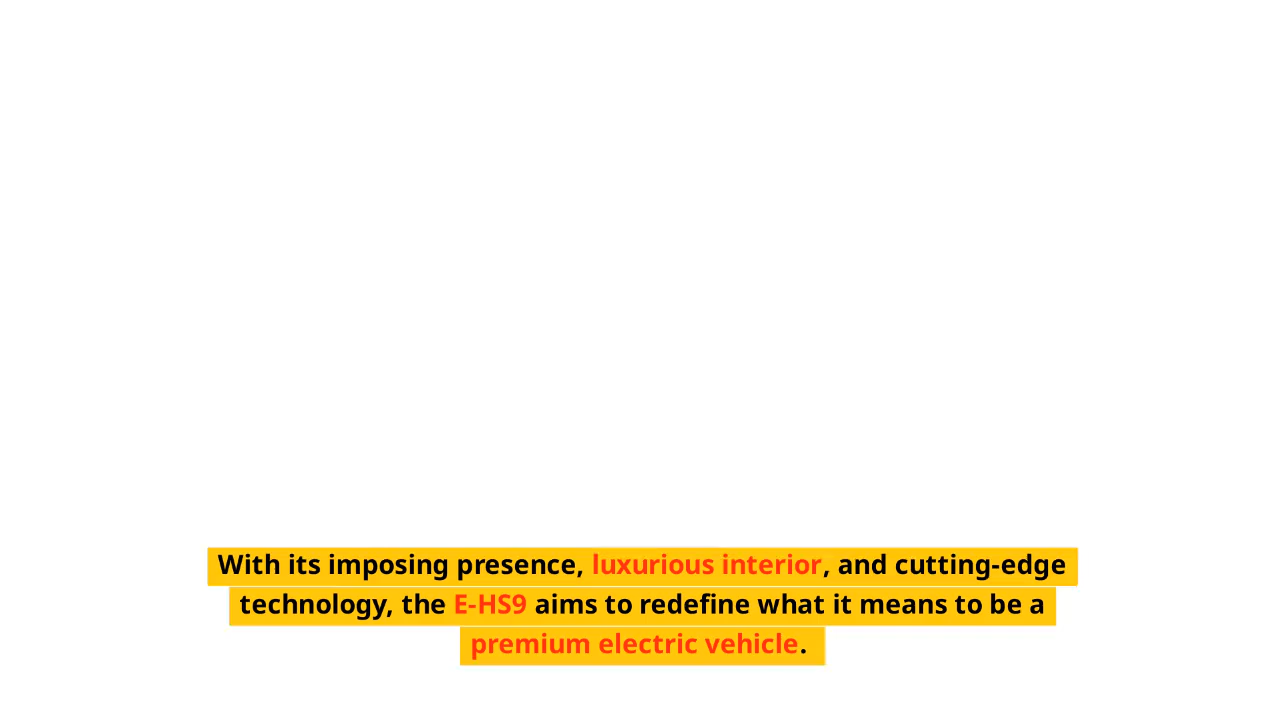 With its imposing presence, luxurious interior, and cutting-edge
technology, the E-HS9 aims to redefine what it means to be a
premium electric vehicle.